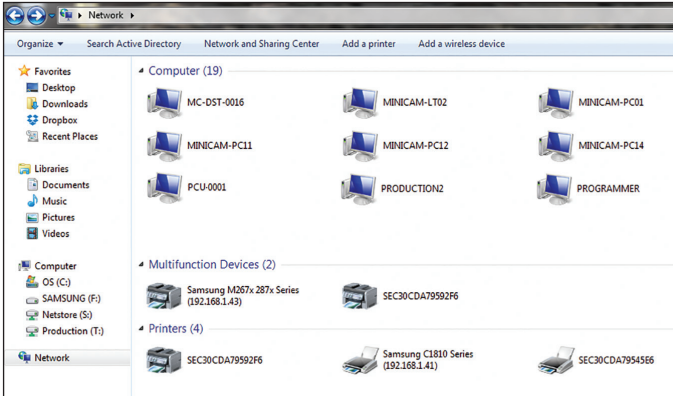 Network
Organize Search Active Directory Network and Sharing Center Add a printer Add a wireless device
Favorites
Desktop
Downloads
Dropbox
Recent Places
Libraries
Documents
Music
Pictures
Videos
Computer
OS (C:)
SAMSUNG (F:)
Netstore (S:)
Production (T:)
Network
Computer (19)
MC-DST-0016 MINICAM-LT02 MINICAM-PC01
MINICAM-PC11 MINICAM-PC12 MINICAM-PC14
PCU-0001 PRODUCTION2 PROGRAMMER
Multifunction Devices (2)
Samsung M267x 287x Series
(192.168.1.43)
SEC30CDA79592F6
Printers (4)
SEC30CDA79592F6
Samsung C1810 Series
(192.168.1.41)
SEC30CDA79545E6